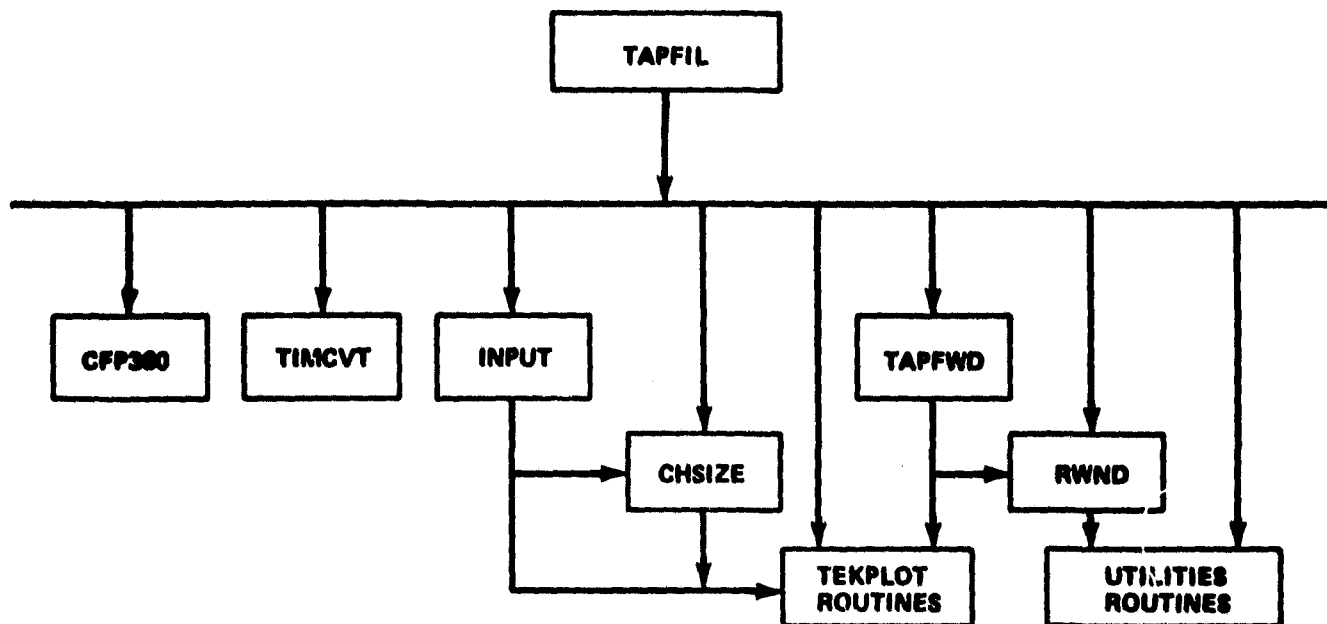 TAPFIL
CFP360
TIMCVT
INPUT
TAPFWD
CHSIZE
RWND
TEKPLOT
ROUTINES
UTILITIES
ROUTINES